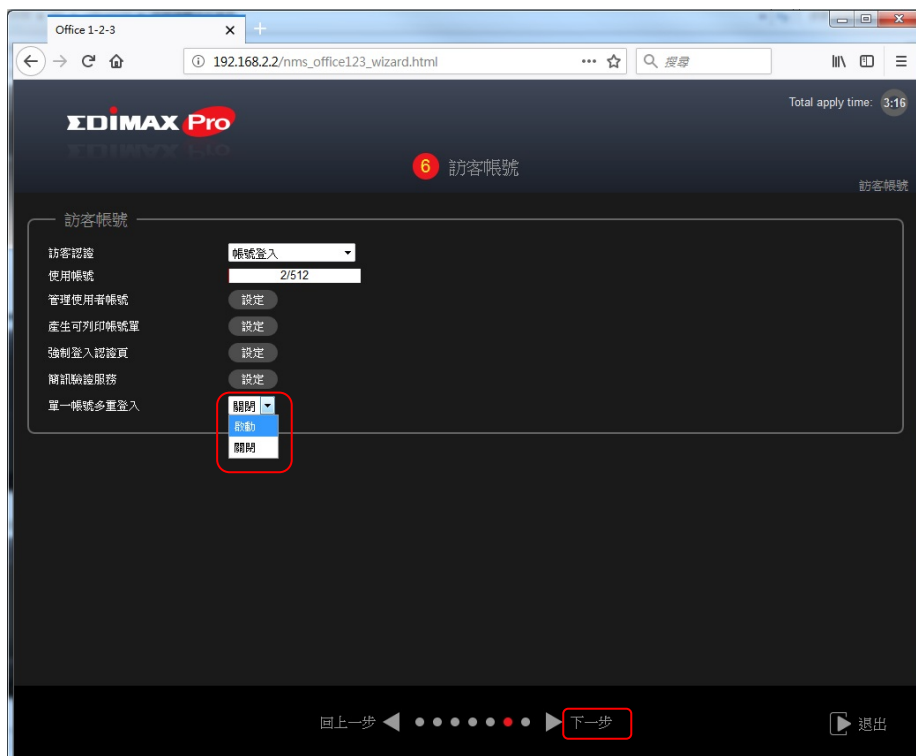 Office 1-2-3
192.168.2.2/nms_office123_wizard.html
搜尋
Total apply time: 3:16
EDIMAX Pro
6 訪客帳號
訪客帳號
訪客帳號
訪客認證 帳號登入
使用帳號 2/512
管理使用者帳號 設定
產生可列印帳號單 設定
強制登入認證頁 設定
簡訊驗證服務 設定
單一帳號多重登入 關閉
啟動
關閉
回上一步 下一步 退出